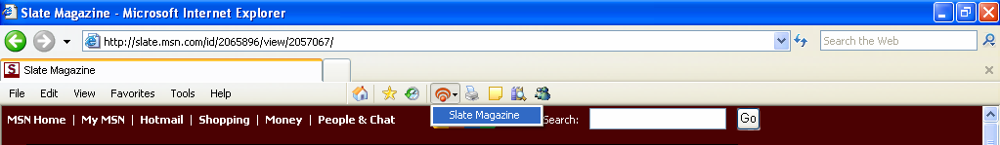 Slate Magazine - Microsoft Internet Explorer
http://slate.msn.com/id/2065896/view/2057067/ Search the Web
S Slate Magazine
File Edit View Favorites Tools Help
MSN Home | My MSN | Hotmail | Shopping | Money | People & Chat Slate Magazine Search: Go